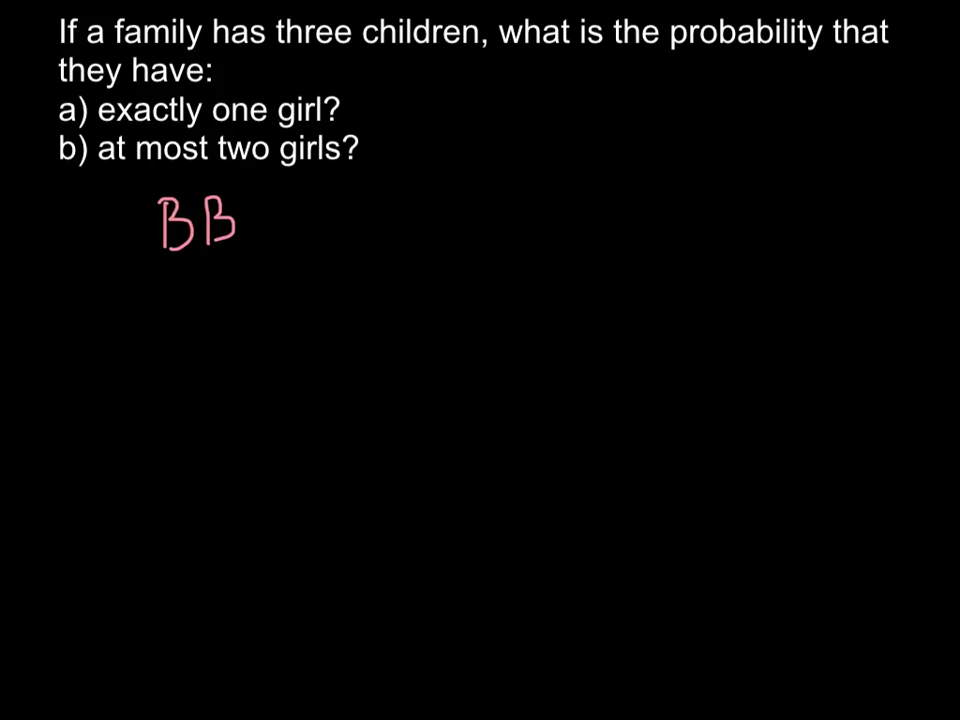 If a family has three children, what is the probability that
they have:
a) exactly one girl?
b) at most two girls?
BB